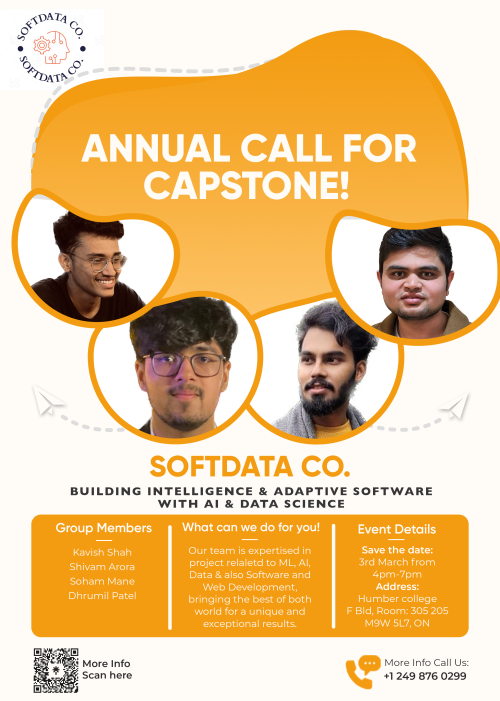 SOFTDATA CO.
SOFTDATA CO.
ANNUAL CALL FOR
CAPSTONE!
SOFTDATA CO.
BUILDING INTELLIGENCE & ADAPTIVE SOFTWARE
WITH AI & DATA SCIENCE
Group Members
Kavish Shah
Shivam Arora
Soham Mane
Dhrumil Patel
What can we do for you!
Our team is expertised in
project relaletd to ML, AI,
Data & also Software and
Web Development,
bringing the best of both
world for a unique and
exceptional results.
Event Details
Save the date:
3rd March from
4pm-7pm
Address:
Humber college
F Bld, Room: 305 205
M9W 5L7, ON
More Info
Scan here
More Info Call Us:
+1 249 876 0299